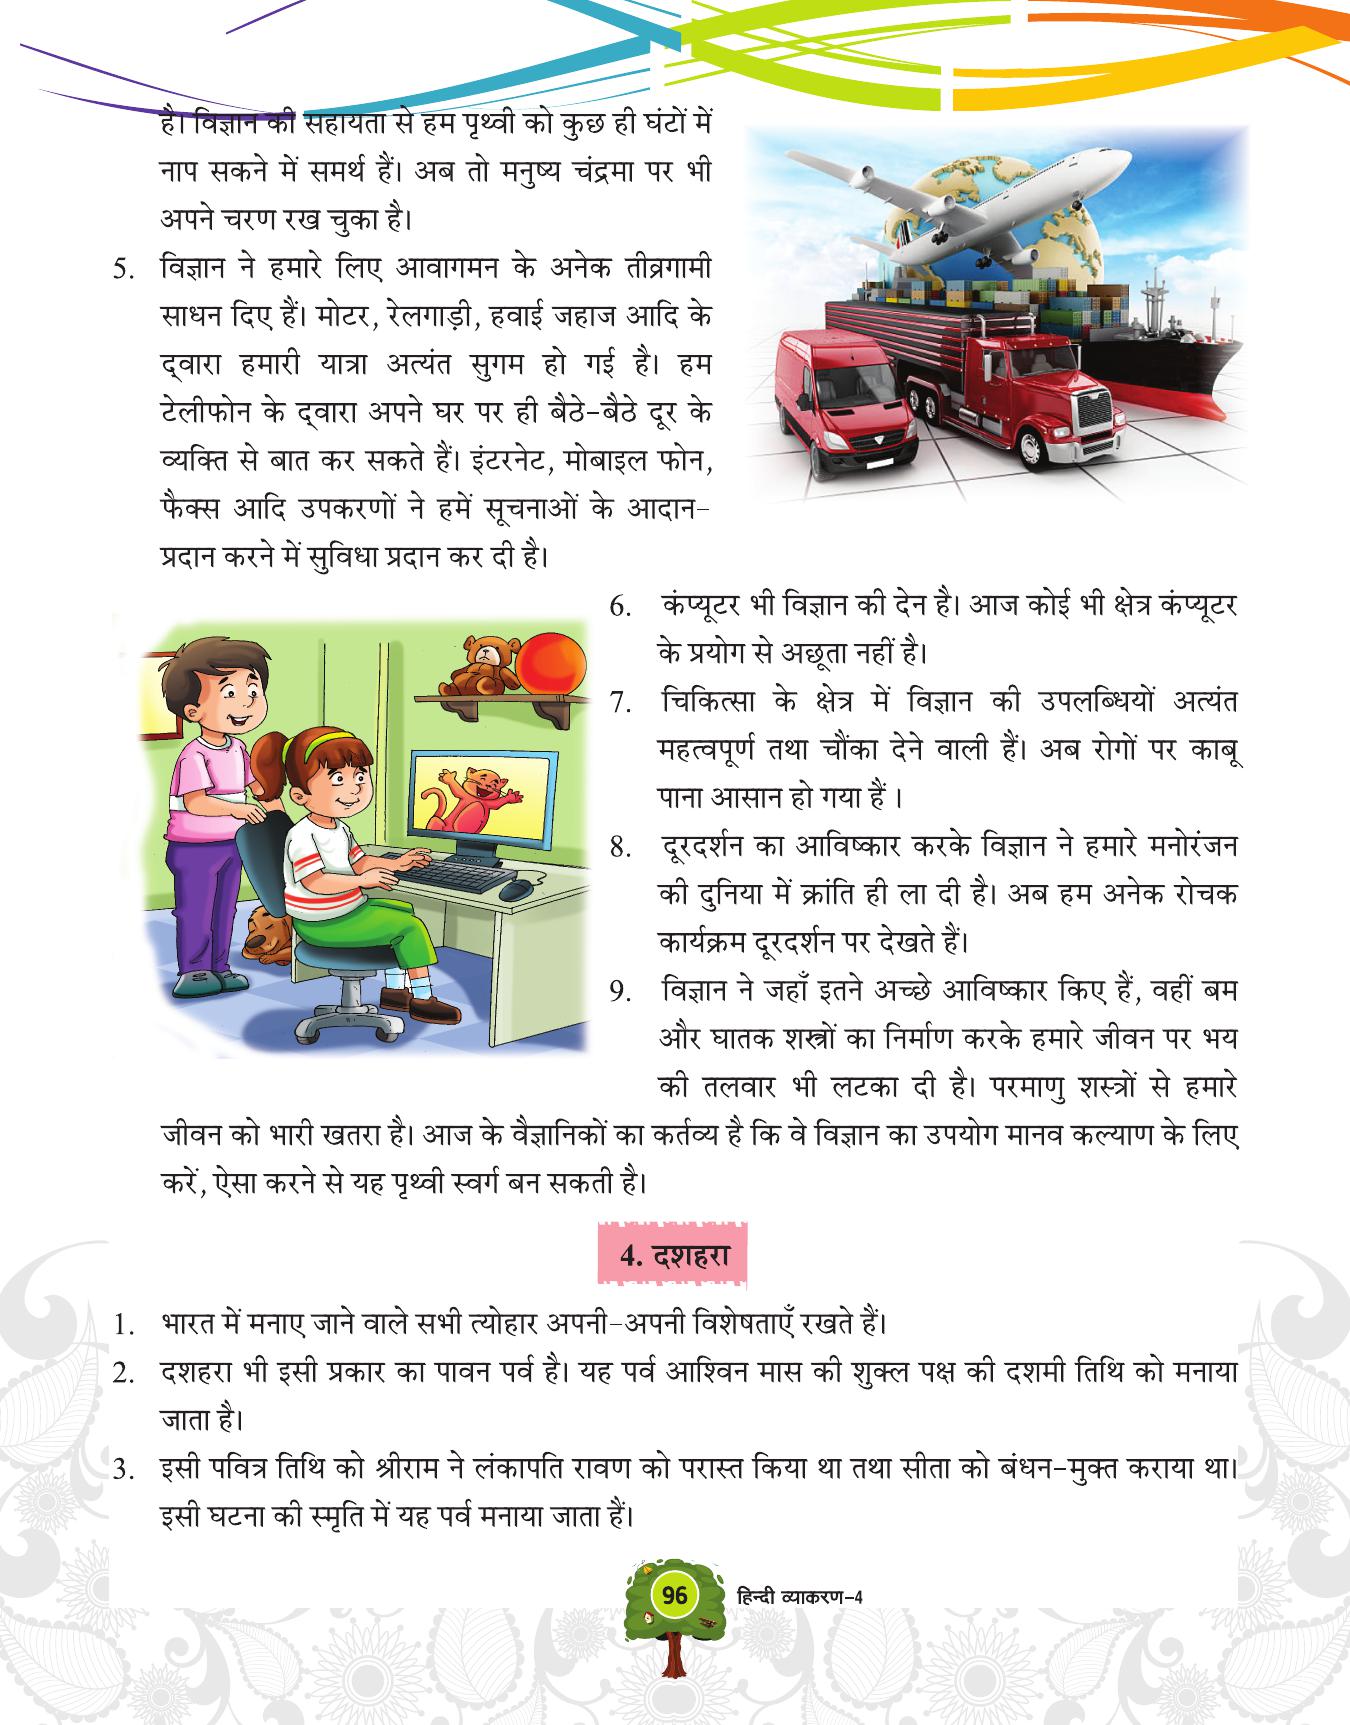 है। विज्ञान की सहायता से हम पृथ्वी को कुछ ही घंटों में
नाप सकने में समर्थ हैं। अब तो मनुष्य चंद्रमा पर भी
अपने चरण रख चुका है।
5. विज्ञान ने हमारे लिए आवागमन के अनेक तीव्रगामी
साधन दिए हैं। मोटर, रेलगाड़ी, हवाई जहाज आदि के
द्वारा हमारी यात्रा अत्यंत सुगम हो गई है। हम
टेलीफोन के द्वारा अपने घर पर ही बैठे-बैठे दूर के
व्यक्ति से बात कर सकते हैं। इंटरनेट, मोबाइल फोन,
फैक्स आदि उपकरणों ने हमें सूचनाओं के आदान-
प्रदान करने में सुविधा प्रदान कर दी है।
6. कंप्यूटर भी विज्ञान की देन है। आज कोई भी क्षेत्र कंप्यूटर
के प्रयोग से अछूता नहीं है।
7. चिकित्सा के क्षेत्र में विज्ञान की उपलब्धियों अत्यंत
महत्वपूर्ण तथा चौंका देने वाली हैं। अब रोगों पर काबू
पाना आसान हो गया हैं ।
8. दूरदर्शन का आविष्कार करके विज्ञान ने हमारे मनोरंजन
की दुनिया में क्रांति ही ला दी है। अब हम अनेक रोचक
कार्यक्रम दूरदर्शन पर देखते हैं।
9. विज्ञान ने जहाँ इतने अच्छे आविष्कार किए हैं, वहीं बम
और घातक शस्त्रों का निर्माण करके हमारे जीवन पर भय
की तलवार भी लटका दी है। परमाणु शस्त्रों से हमारे
जीवन को भारी खतरा है। आज के वैज्ञानिकों का कर्तव्य है कि वे विज्ञान का उपयोग मानव कल्याण के लिए
करें, ऐसा करने से यह पृथ्वी स्वर्ग बन सकती है।
4. दशहरा
1. भारत में मनाए जाने वाले सभी त्योहार अपनी-अपनी विशेषताएँ रखते हैं।
2. दशहरा भी इसी प्रकार का पावन पर्व है। यह पर्व आश्विन मास की शुक्ल पक्ष की दशमी तिथि को मनाया
जाता है।
3. इसी पवित्र तिथि को श्रीराम ने लंकापति रावण को परास्त किया था तथा सीता को बंधन-मुक्त कराया था।
इसी घटना की स्मृति में यह पर्व मनाया जाता हैं।
96 हिन्दी व्याकरण-4